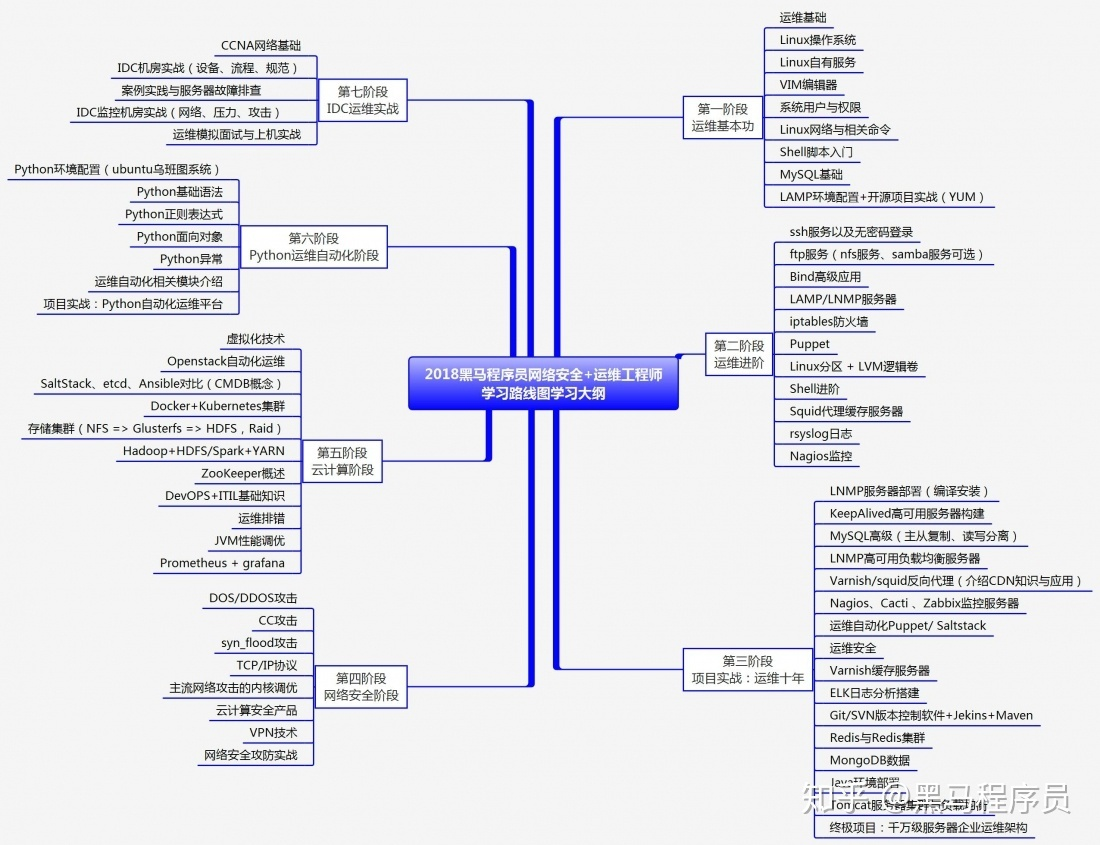 2018黑马程序员网络安全+运维工程师
学习路线图学习大纲
第一阶段
运维基本功
运维基础
Linux操作系统
Linux自有服务
VIM编辑器
系统用户与权限
Linux网络与相关命令
Shell脚本入门
MySQL基础
LAMP环境配置+开源项目实战（YUM）
第二阶段
运维进阶
ssh服务以及无密码登录
ftp服务（nfs服务、samba服务可选）
Bind高级应用
LAMP/LNMP服务器
iptables防火墙
Puppet
Linux分区 + LVM逻辑卷
Shell进阶
Squid代理缓存服务器
rsyslog日志
Nagios监控
第三阶段
项目实战：运维十年
LNMP服务器部署（编译安装）
KeepAlived高可用服务器构建
MySQL高级（主从复制、读写分离）
LNMP高可用负载均衡服务器
Varnish/squid反向代理（介绍CDN知识与应用）
Nagios、Cacti 、Zabbix监控服务器
运维自动化Puppet/ Saltstack
运维安全
Varnish缓存服务器
ELK日志分析搭建
Git/SVN版本控制软件+Jekins+Maven
Redis与Redis集群
MongoDB数据
Java环境部署
Tomcat服务器集群与负载均衡
终极项目：千万级服务器企业运维架构
第四阶段
网络安全阶段
DOS/DDOS攻击
CC攻击
syn_flood攻击
TCP/IP协议
主流网络攻击的内核调优
云计算安全产品
VPN技术
网络安全攻防实战
第五阶段
云计算阶段
虚拟化技术
Openstack自动化运维
SaltStack、etcd、Ansible对比（CMDB概念）
Docker+Kubernetes集群
存储集群（NFS => Glusterfs => HDFS，Raid）
Hadoop+HDFS/Spark+YARN
ZooKeeper概述
DevOPS+ITIL基础知识
运维排错
JVM性能调优
Prometheus + grafana
第六阶段
Python运维自动化阶段
Python环境配置（ubuntu乌班图系统）
Python基础语法
Python正则表达式
Python面向对象
Python异常
运维自动化相关模块介绍
项目实战：Python自动化运维平台
第七阶段
IDC运维实战
CCNA网络基础
IDC机房实战（设备、流程、规范）
案例实践与服务器故障排查
IDC监控机房实战（网络、压力、攻击）
运维模拟面试与上机实战
知乎 @黑马程序员